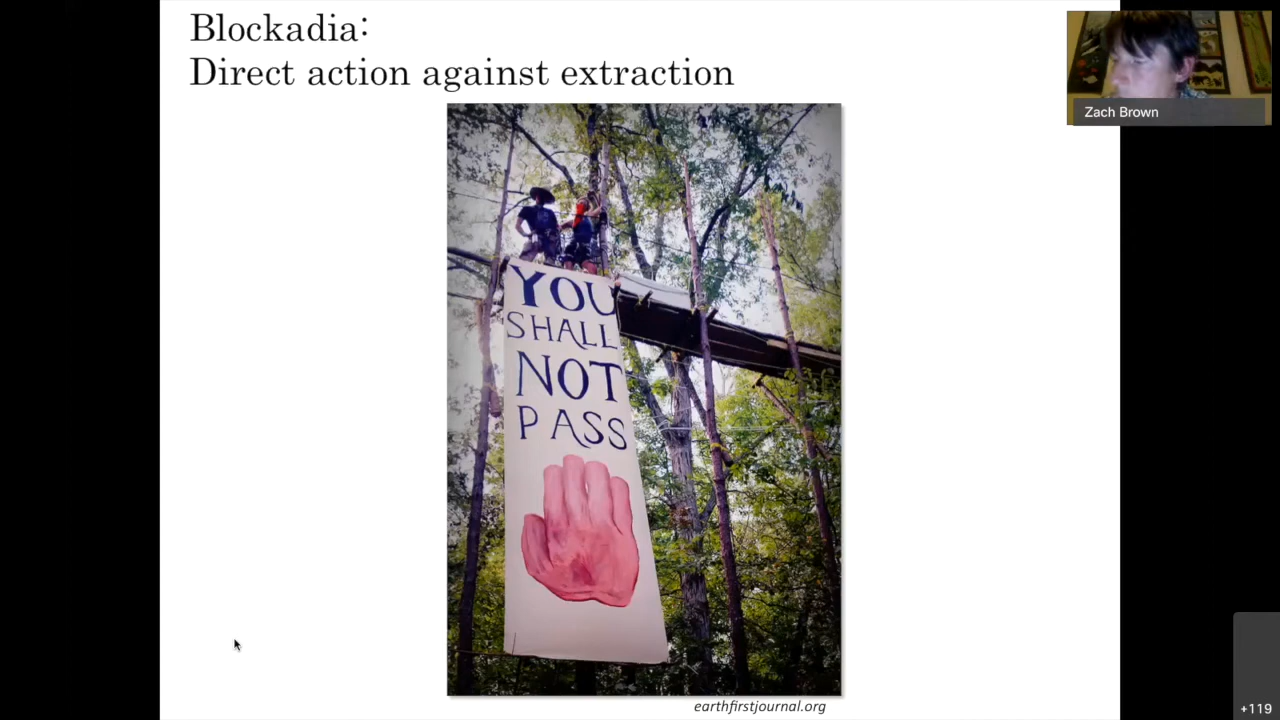 Blockadia:
Direct action against extraction
Zach Brown
YOU
SHALL
NOT
PASS
earthfirstjournal.org
+119